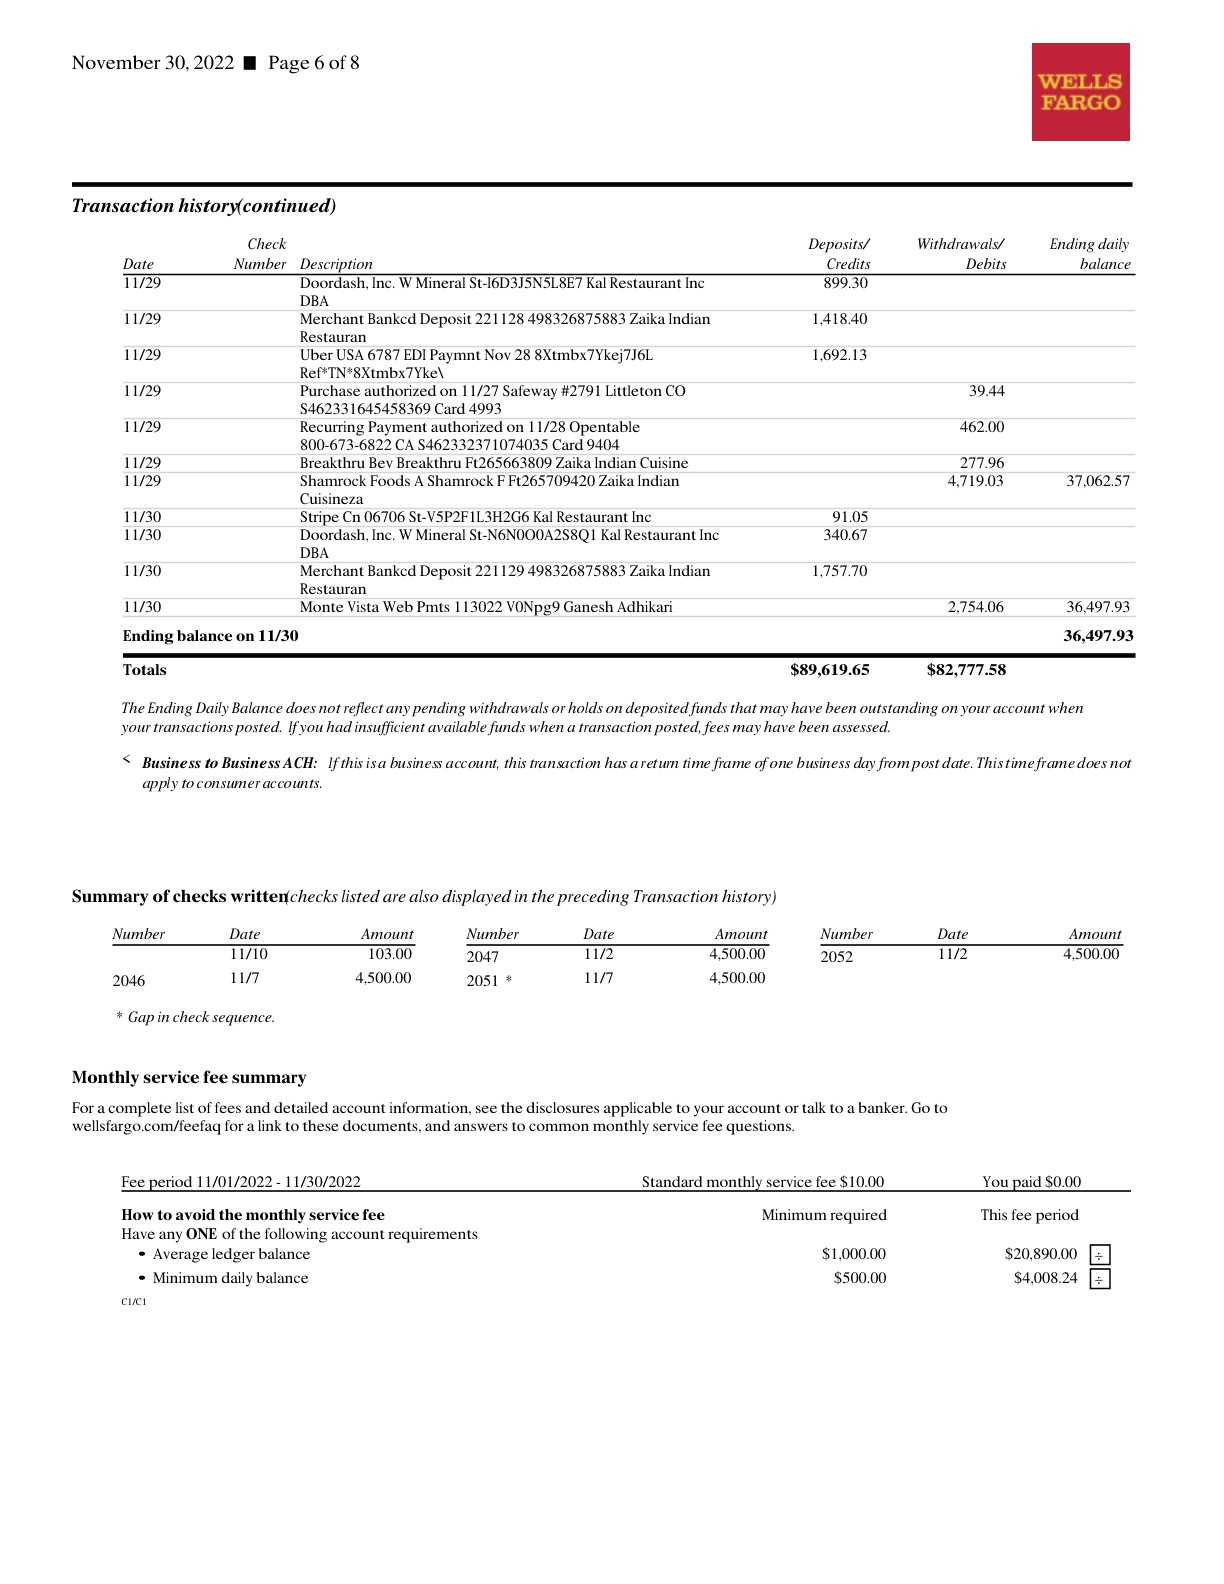 November 30, 2022 ■ Page 6 of 8
WELLS
FARGO
Transaction history(continued)
Check Deposits/ Withdrawals/ Ending daily
Date Number Description Credits Debits balance
11/29 Doordash, Inc. W Mineral St-I6D3J5N5L8E7 Kal Restaurant Inc 899.30
DBA
11/29 Merchant Bankcd Deposit 221128 498326875883 Zaika Indian 1,418.40
Restauran
11/29 Uber USA 6787 EDI Paymnt Nov 28 8Xtmbx7Ykej7J6L 1,692.13
Ref*TN*8Xtmbx7Yke\
11/29 Purchase authorized on 11/27 Safeway #2791 Littleton CO 39.44
S462331645458369 Card 4993
11/29 Recurring Payment authorized on 11/28 Opentable 462.00
800-673-6822 CA S462332371074035 Card 9404
11/29 Breakthru Bev Breakthru Ft265663809 Zaika Indian Cuisine 277.96
11/29 Shamrock Foods A Shamrock F Ft265709420 Zaika Indian 4,719.03 37,062.57
Cuisineza
11/30 Stripe Cn 06706 St-V5P2F1L3H2G6 Kal Restaurant Inc 91.05
11/30 Doordash, Inc. W Mineral St-N6N0O0A2S8Q1 Kal Restaurant Inc 340.67
DBA
11/30 Merchant Bankcd Deposit 221129 498326875883 Zaika Indian 1,757.70
Restauran
11/30 Monte Vista Web Pmts 113022 V0Npg9 Ganesh Adhikari 2,754.06 36,497.93
Ending balance on 11/30 36,497.93
Totals $89,619.65 $82,777.58
The Ending Daily Balance does not reflect any pending withdrawals or holds on deposited funds that may have been outstanding on your account when
your transactions posted. If you had insufficient available funds when a transaction posted, fees may have been assessed.
< Business to Business ACH: If this is a business account, this transaction has a return time frame of one business day from post date. This time frame does not
apply to consumer accounts.
Summary of checks written(checks listed are also displayed in the preceding Transaction history)
Number Date Amount Number Date Amount Number Date Amount
11/10 103.00 2047 11/2 4,500.00 2052 11/2 4,500.00
2046 11/7 4,500.00 2051 * 11/7 4,500.00
* Gap in check sequence.
Monthly service fee summary
For a complete list of fees and detailed account information, see the disclosures applicable to your account or talk to a banker. Go to
wellsfargo.com/feefaq for a link to these documents, and answers to common monthly service fee questions.
Fee period 11/01/2022 - 11/30/2022 Standard monthly service fee $10.00 You paid $0.00
How to avoid the monthly service fee Minimum required This fee period
Have any ONE of the following account requirements
• Average ledger balance $1,000.00 $20,890.00 ÷
• Minimum daily balance $500.00 $4,008.24 ÷
C1/C1